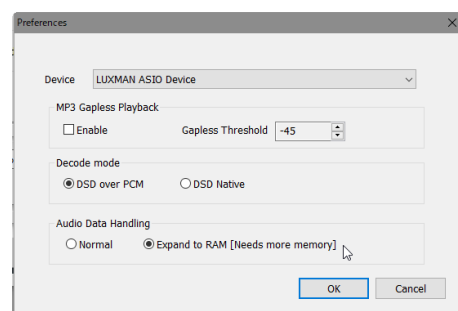 Preferences
Device LUXMAN ASIO Device
MP3 Gapless Playback
Enable Gapless Threshold -45
Decode mode
DSD over PCM DSD Native
Audio Data Handling
Normal Expand to RAM [Needs more memory]
OK Cancel